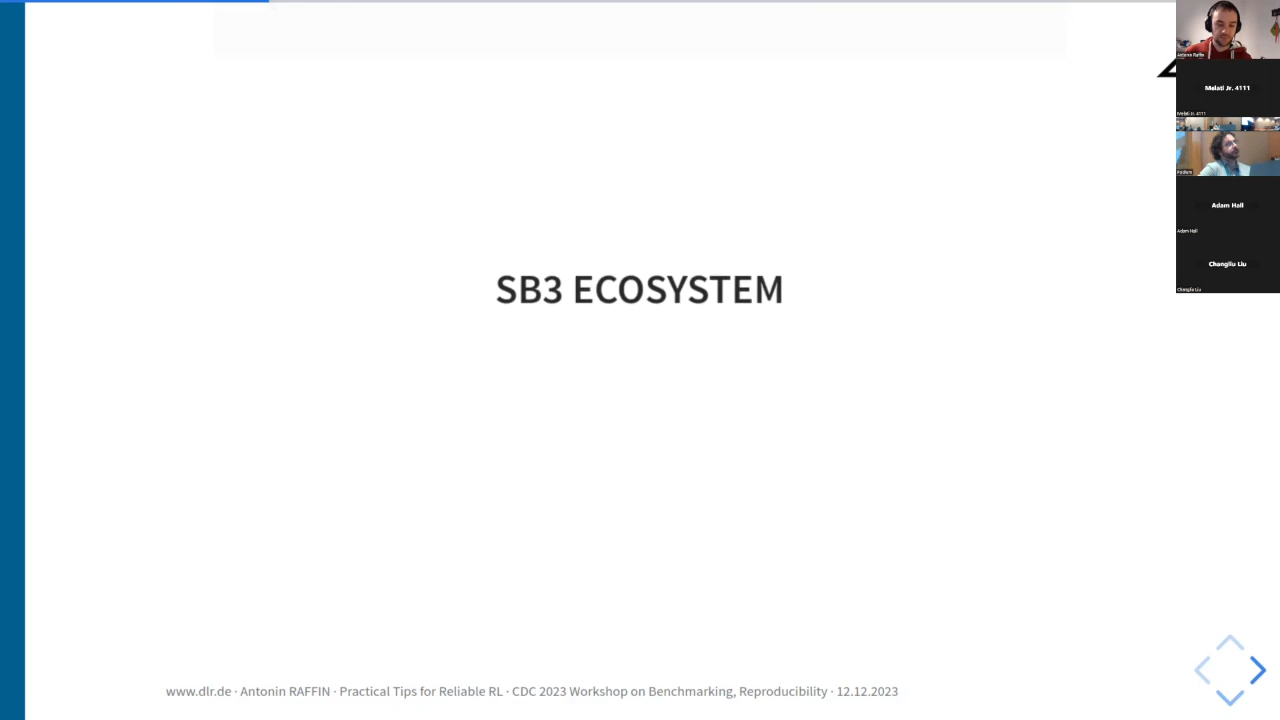 SB3 ECOSYSTEM
www.dlr.de · Antonin RAFFIN · Practical Tips for Reliable RL · CDC 2023 Workshop on Benchmarking, Reproducibility · 12.12.2023
Antonin Raffin
Melati Jr. 4111
Melati Jr. 4111
Podium
Adam Hall
Adam Hall
Changliu Liu
Changliu Liu